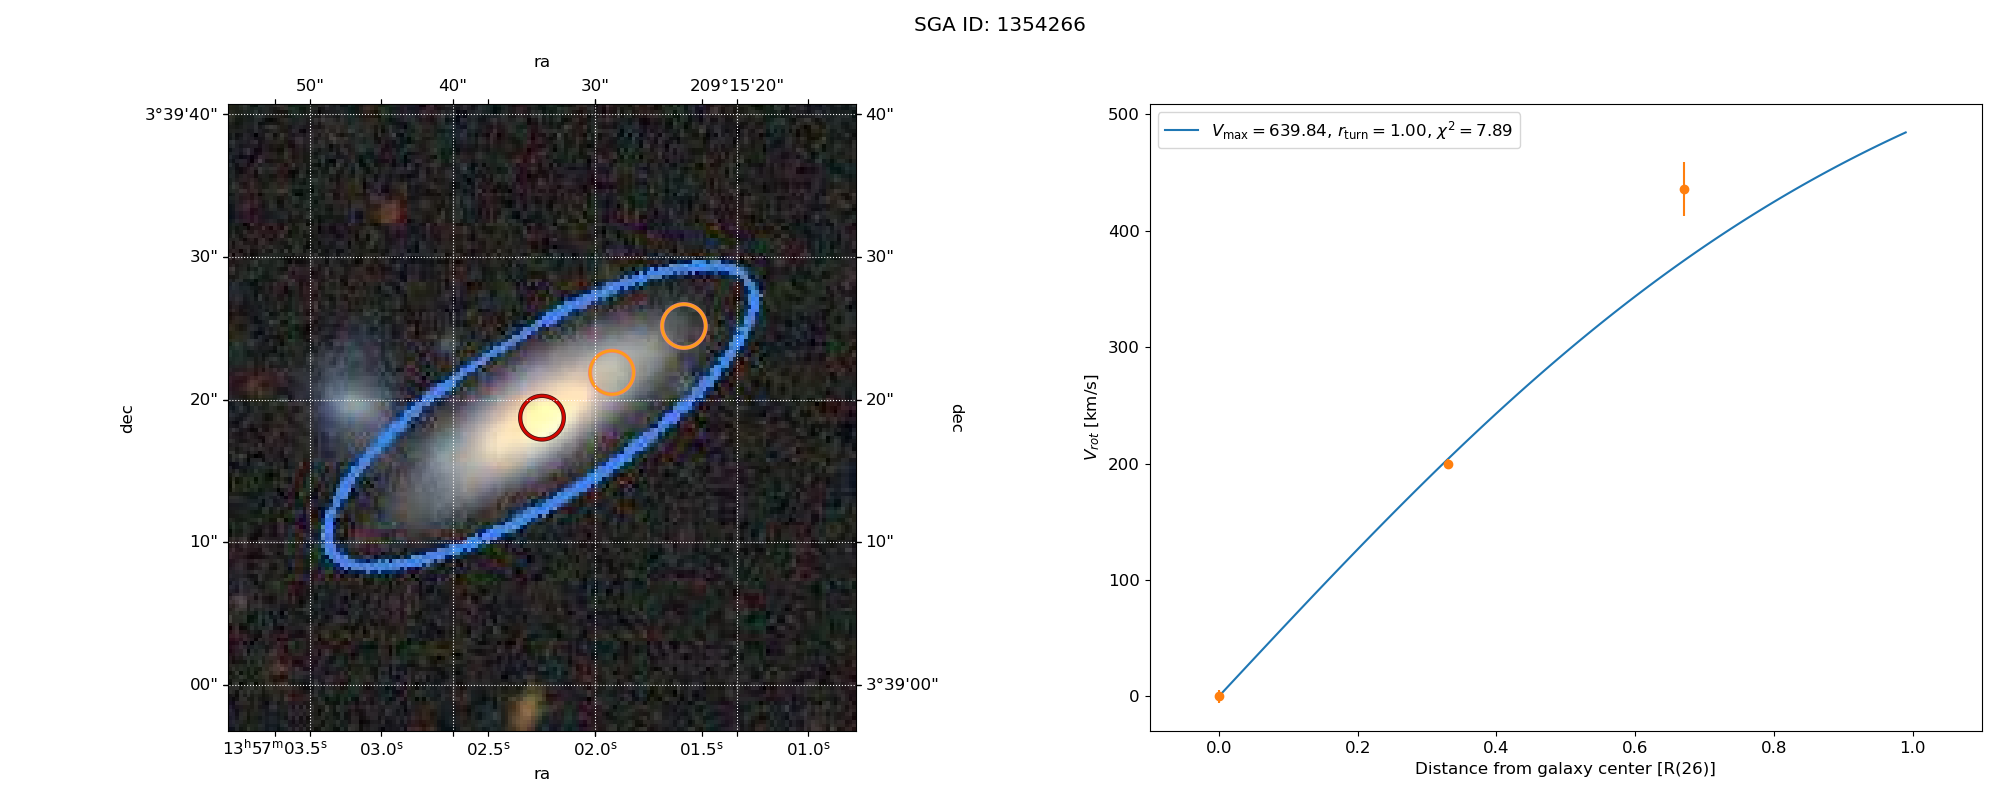 SGA ID: 1354266
ra
50" 40" 30" 209°15'20"
3°39'40" 40"
30" 30"
20" 20"
dec dec
10" 10"
00" 3°39'00"
13ʰ57ᵐ03.5ˢ 03.0ˢ 02.5ˢ 02.0ˢ 01.5ˢ 01.0ˢ
ra
V_max = 639.84, r_turn = 1.00, χ² = 7.89
500
400
300
200
100
0
V_rot [km/s]
0.0 0.2 0.4 0.6 0.8 1.0
Distance from galaxy center [R(26)]